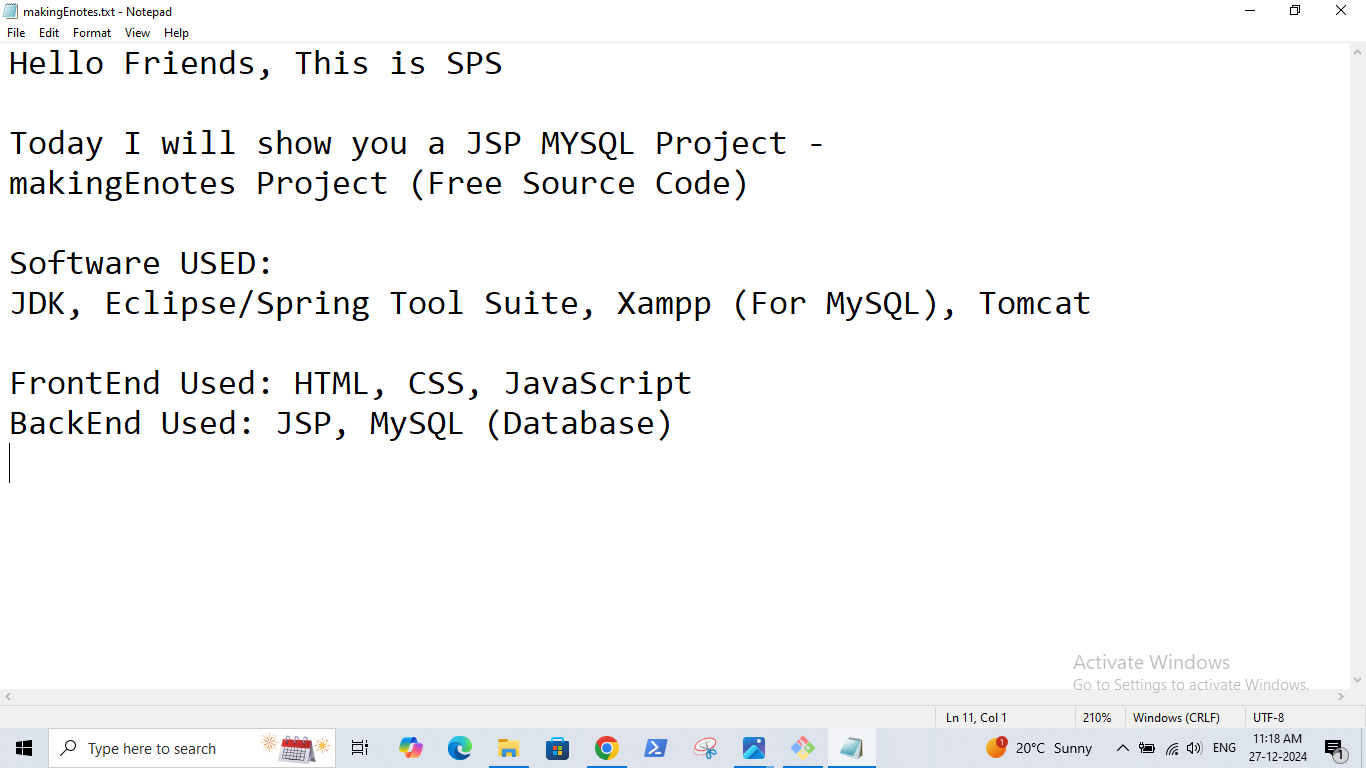 makingEnotes.txt - Notepad
File Edit Format View Help
Hello Friends, This is SPS
Today I will show you a JSP MYSQL Project -
makingEnotes Project (Free Source Code)
Software USED:
JDK, Eclipse/Spring Tool Suite, Xampp (For MySQL), Tomcat
FrontEnd Used: HTML, CSS, JavaScript
BackEnd Used: JSP, MySQL (Database)
Activate Windows
Go to Settings to activate Windows.
Ln 11, Col 1 210% Windows (CRLF) UTF-8
Type here to search 1 20°C Sunny ENG 11:18 AM
27-12-2024 1